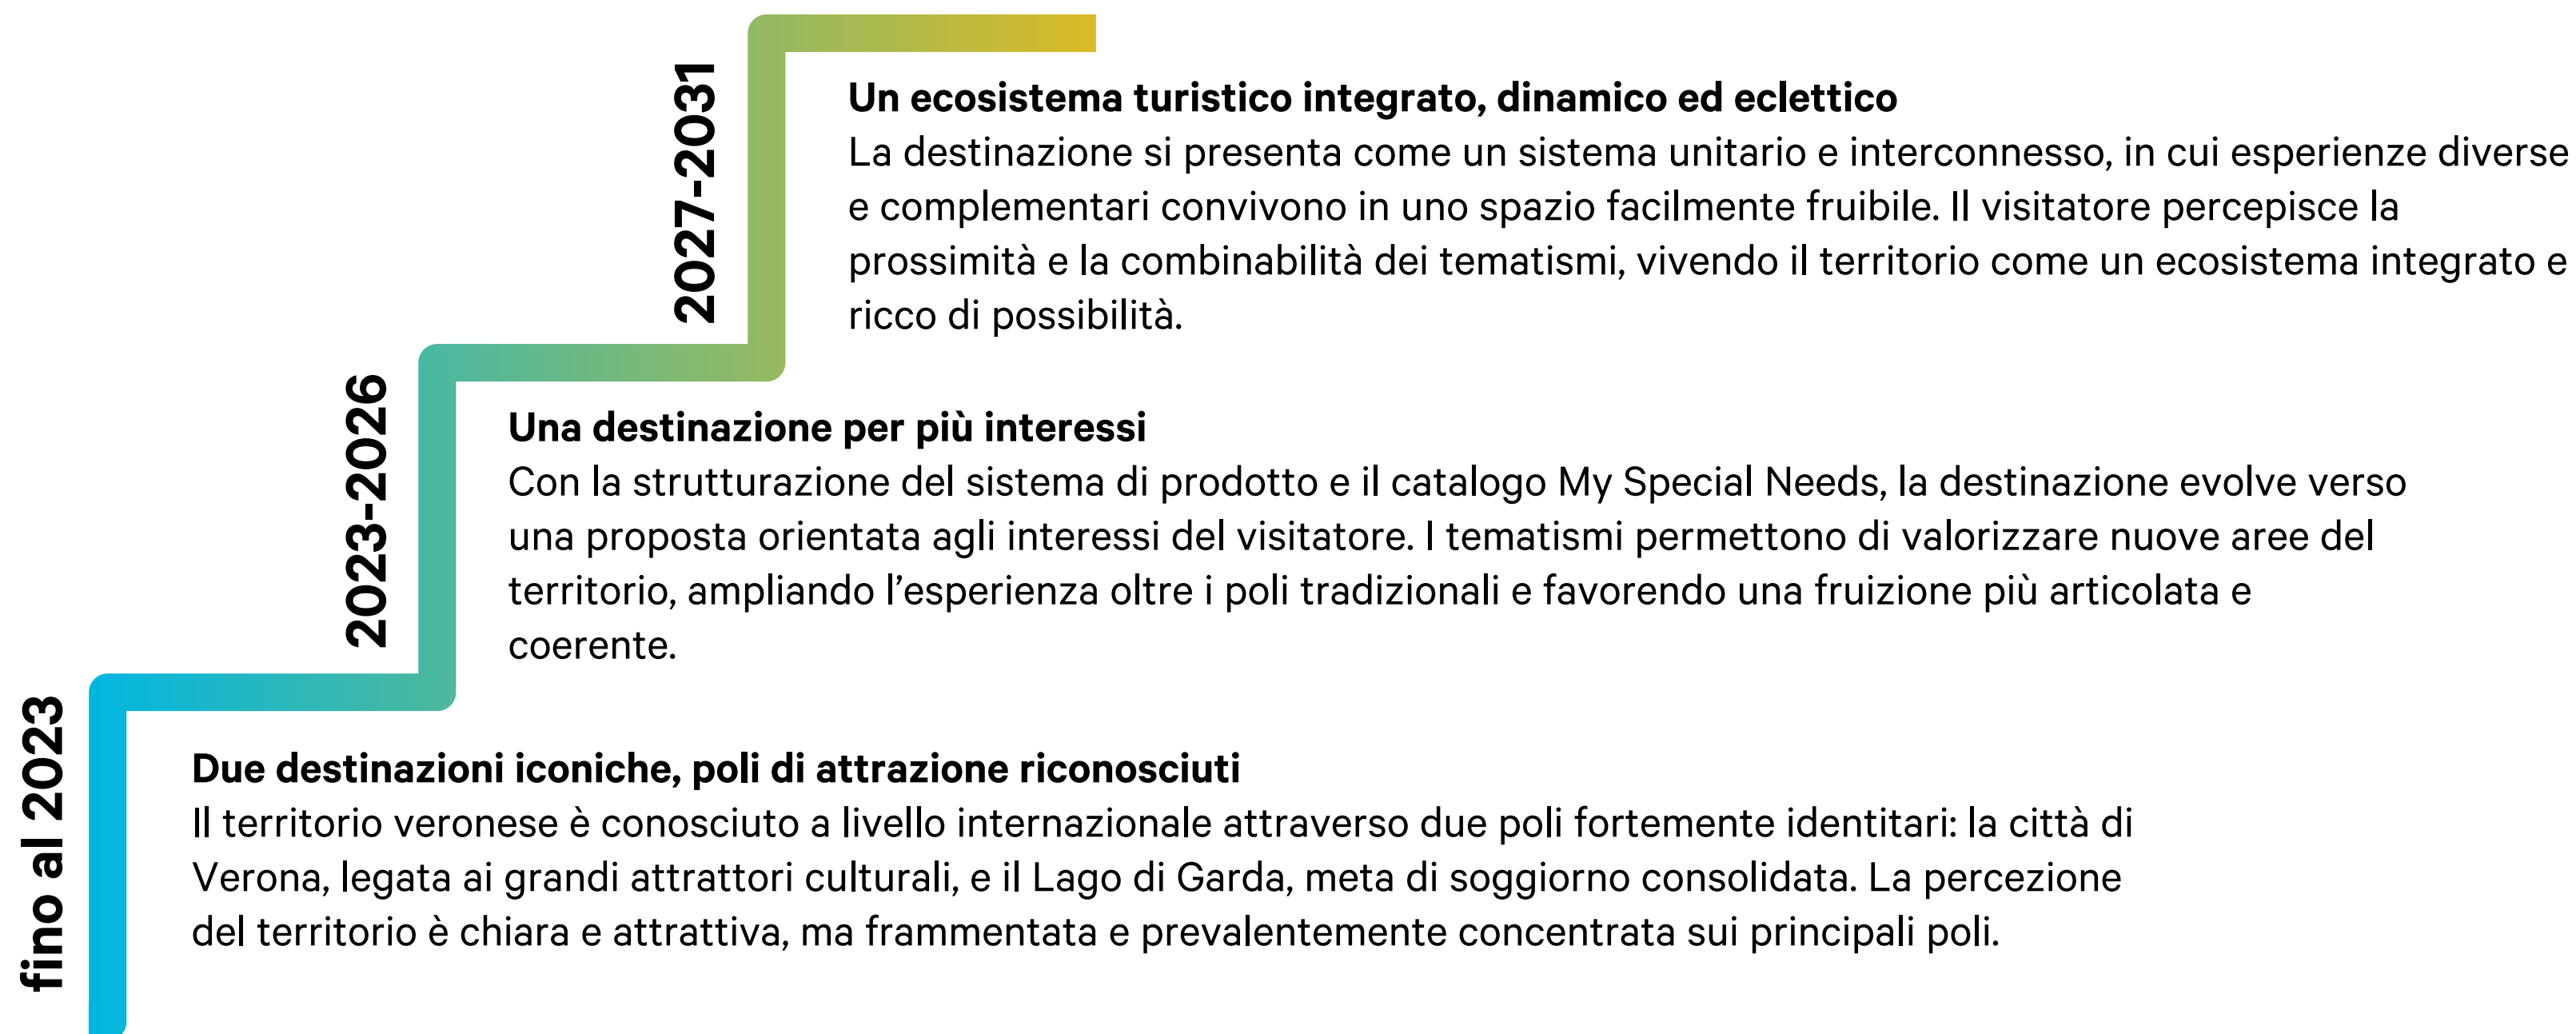 2027-2031
Un ecosistema turistico integrato, dinamico ed eclettico
La destinazione si presenta come un sistema unitario e interconnesso, in cui esperienze diverse
e complementari convivono in uno spazio facilmente fruibile. Il visitatore percepisce la
prossimità e la combinabilità dei tematismi, vivendo il territorio come un ecosistema integrato e
ricco di possibilità.
2023-2026
Una destinazione per più interessi
Con la strutturazione del sistema di prodotto e il catalogo My Special Needs, la destinazione evolve verso
una proposta orientata agli interessi del visitatore. I tematismi permettono di valorizzare nuove aree del
territorio, ampliando l’esperienza oltre i poli tradizionali e favorendo una fruizione più articolata e
coerente.
fino al 2023
Due destinazioni iconiche, poli di attrazione riconosciuti
Il territorio veronese è conosciuto a livello internazionale attraverso due poli fortemente identitari: la città di
Verona, legata ai grandi attrattori culturali, e il Lago di Garda, meta di soggiorno consolidata. La percezione
del territorio è chiara e attrattiva, ma frammentata e prevalentemente concentrata sui principali poli.